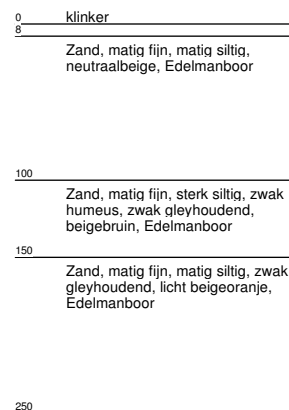 0 klinker
8
Zand, matig fijn, matig siltig,
neutraalbeige, Edelmanboor
100
Zand, matig fijn, sterk siltig, zwak
humeus, zwak gleyhoudend,
beigebruin, Edelmanboor
150
Zand, matig fijn, matig siltig, zwak
gleyhoudend, licht beigeoranje,
Edelmanboor
250